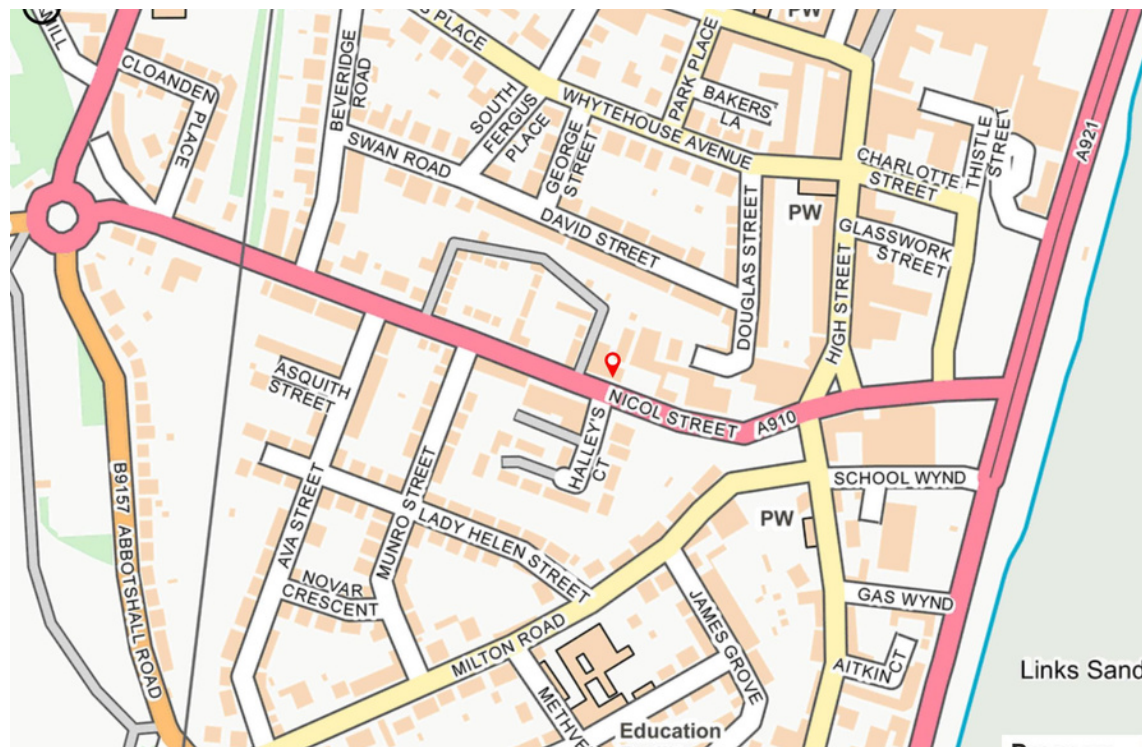 HILL
CLOANDEN
PLACE
BEVERIDGE
ROAD
S PLACE
SOUTH
FERGUS
PLACE
GEORGE
STREET
SWAN ROAD
DAVID STREET
WHYTEHOUSE AVENUE
PARK PLACE
BAKERS
LA
PW
CHARLOTTE
STREET
THISTLE
STREET
A921
PW
GLASSWORK
STREET
DOUGLAS STREET
HIGH STREET
ASQUITH
STREET
NICOL STREET
A910
HALLEY'S
CT
SCHOOL WYND
PW
B9157 ABBOTSHALL ROAD
AVA STREET
MUNRO STREET
LADY HELEN STREET
NOVAR
CRESCENT
MILTON ROAD
JAMES GROVE
GAS WYND
AITKIN CT
METHVE
Education
Links Sand